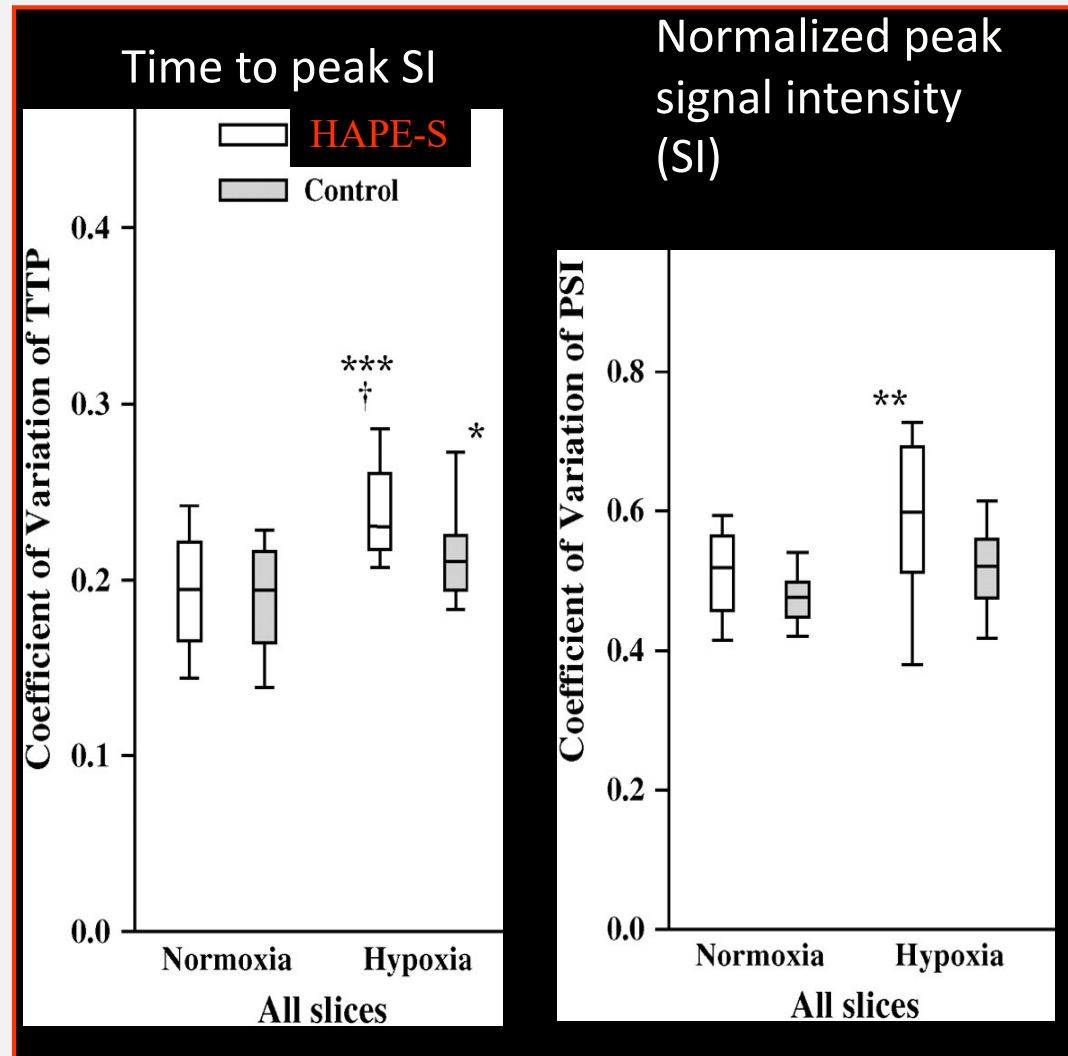 Time to peak SI
HAPE-S
Control
Coefficient of Variation of TTP
0.4
0.3
0.2
0.1
0.0
***
†
*
Normoxia Hypoxia
All slices
Normalized peak
signal intensity
(SI)
Coefficient of Variation of PSI
0.8
0.6
0.4
0.2
0.0
**
Normoxia Hypoxia
All slices